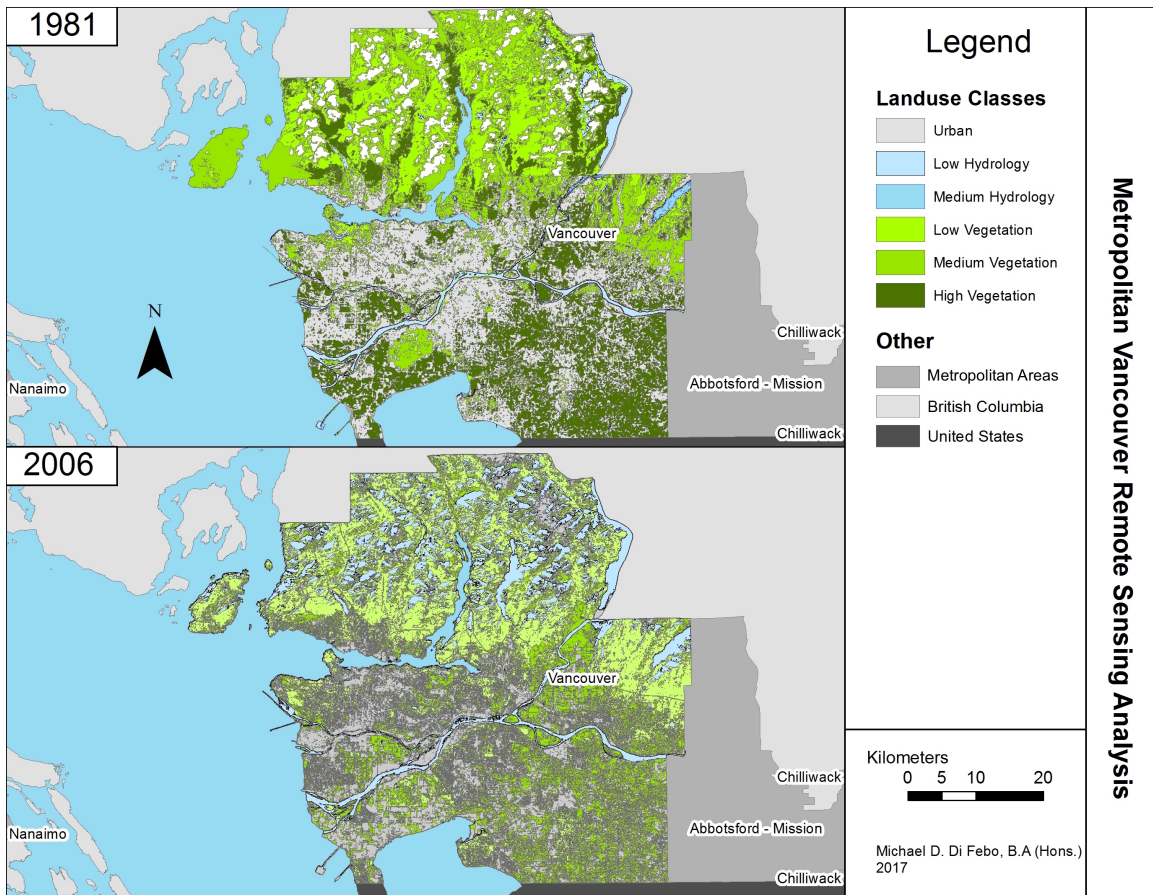 1981
N
Vancouver
Nanaimo
Chilliwack
Abbotsford - Mission
Chilliwack
2006
Vancouver
Nanaimo
Chilliwack
Abbotsford - Mission
Chilliwack
Legend
Landuse Classes
Urban
Low Hydrology
Medium Hydrology
Low Vegetation
Medium Vegetation
High Vegetation
Other
Metropolitan Areas
British Columbia
United States
Kilometers
0 5 10 20
Michael D. Di Febo, B.A (Hons.)
2017
Metropolitan Vancouver Remote Sensing Analysis